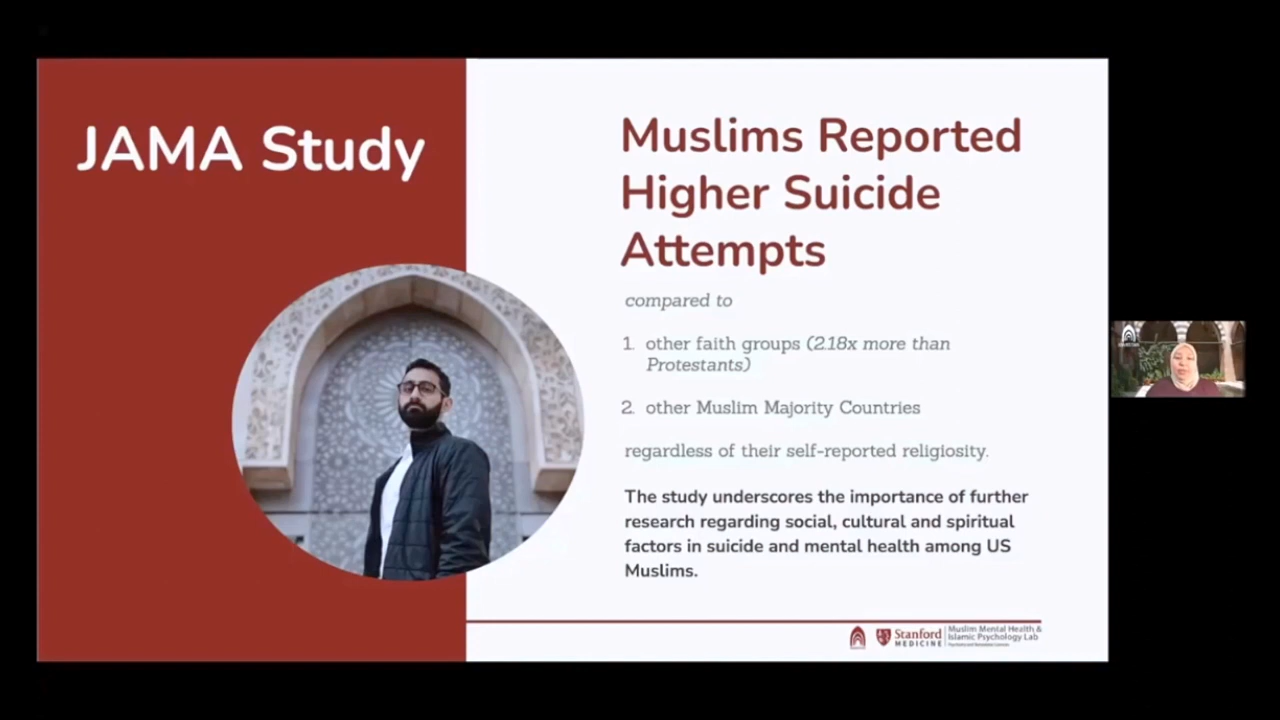 JAMA Study
Muslims Reported
Higher Suicide
Attempts
compared to
1. other faith groups (2.18x more than
Protestants)
2. other Muslim Majority Countries
regardless of their self-reported religiosity.
The study underscores the importance of further
research regarding social, cultural and spiritual
factors in suicide and mental health among US
Muslims.
Stanford
MEDICINE
Muslim Mental Health &
Islamic Psychology Lab